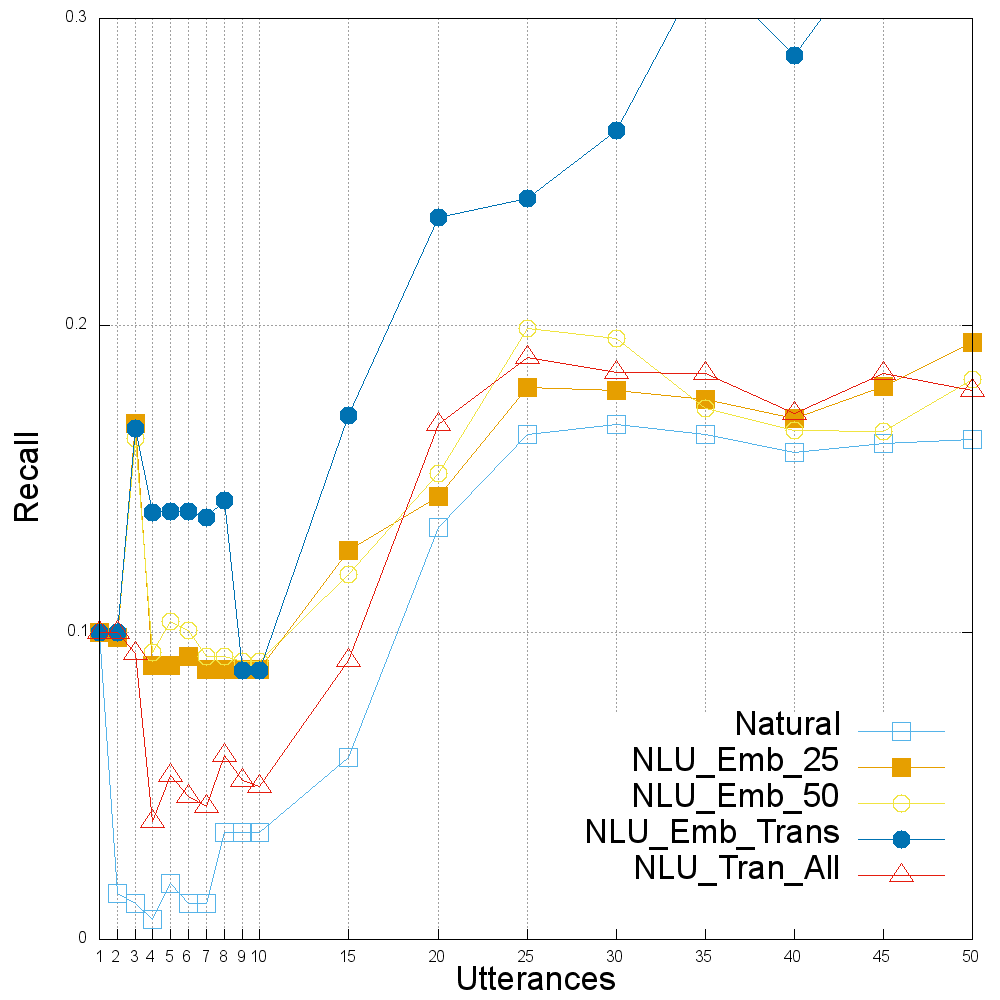 0.3
0.2
0.1
0
Recall
Natural
NLU_Emb_25
NLU_Emb_50
NLU_Emb_Trans
NLU_Tran_All
1 2 3 4 5 6 7 8 9 10 15 20 25 30 35 40 45 50
Utterances